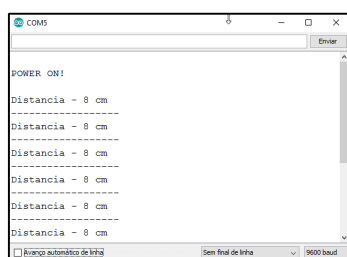 COM5
Enviar
POWER ON!
Distancia - 8 cm
------------------
Distancia - 8 cm
------------------
Distancia - 8 cm
------------------
Distancia - 8 cm
------------------
Distancia - 8 cm
------------------
Distancia - 8 cm
Avanço automático de linha
Sem final de linha
9600 baud